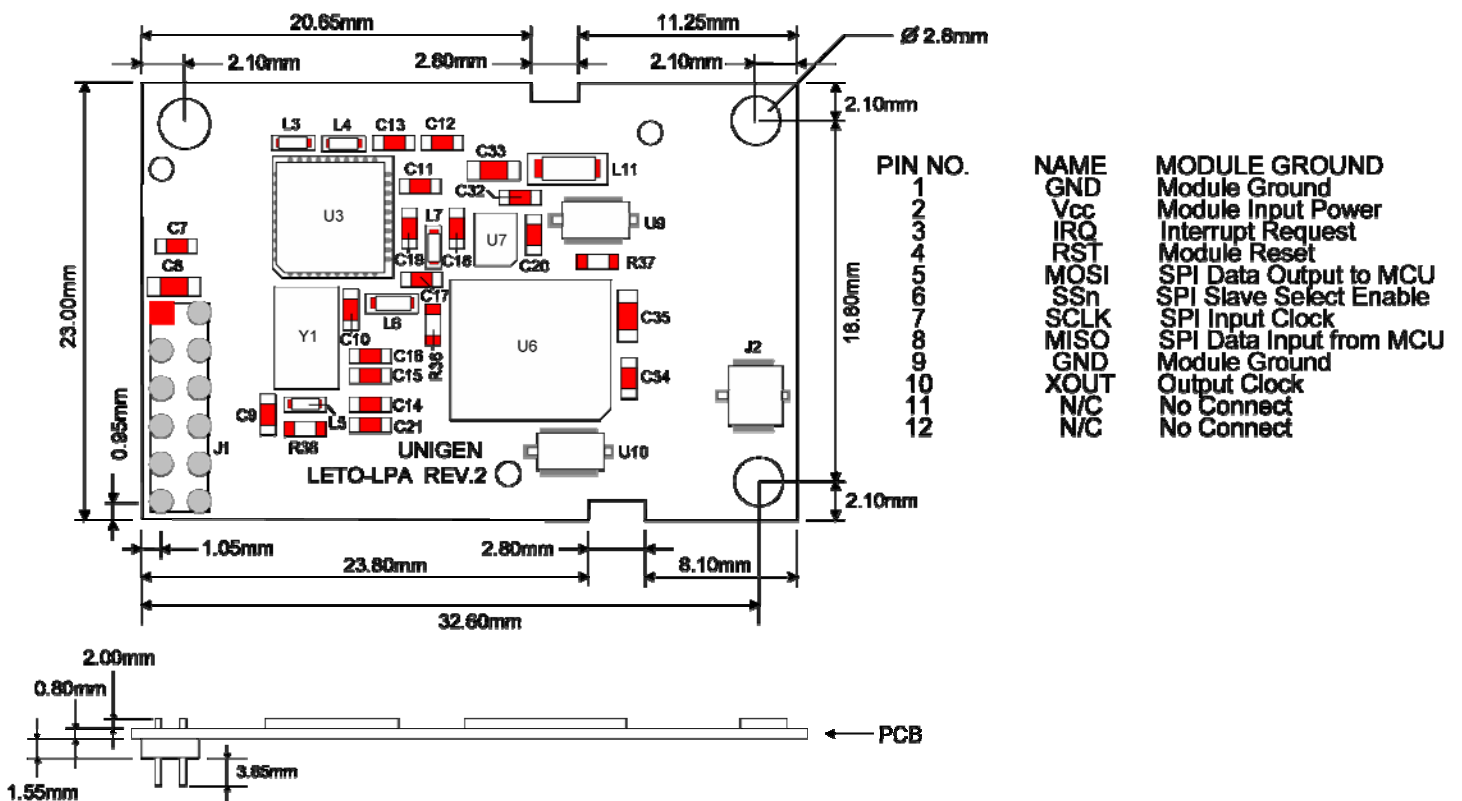 20.65mm
11.25mm
Ø 2.8mm
2.10mm
2.80mm
2.10mm
2.10mm
L3
L4
C13
C12
C33
L11
C11
C32
U3
L7
U7
U9
C7
C19
C18
C20
R37
C8
C17
23.00mm
18.80mm
Y1
C10
L6
R35
U6
C35
J2
C16
C15
C34
C14
C9
L5
C21
R36
0.95mm
J1
UNIGEN
U10
LETO-LPA REV.2
2.10mm
1.05mm
2.80mm
23.80mm
8.10mm
32.60mm
PIN NO. NAME MODULE GROUND
1 GND Module Ground
2 Vcc Module Input Power
3 IRQ Interrupt Request
4 RST Module Reset
5 MOSI SPI Data Output to MCU
6 SSn SPI Slave Select Enable
7 SCLK SPI Input Clock
8 MISO SPI Data Input from MCU
9 GND Module Ground
10 XOUT Output Clock
11 N/C No Connect
12 N/C No Connect
2.00mm
0.80mm
PCB
3.85mm
1.55mm